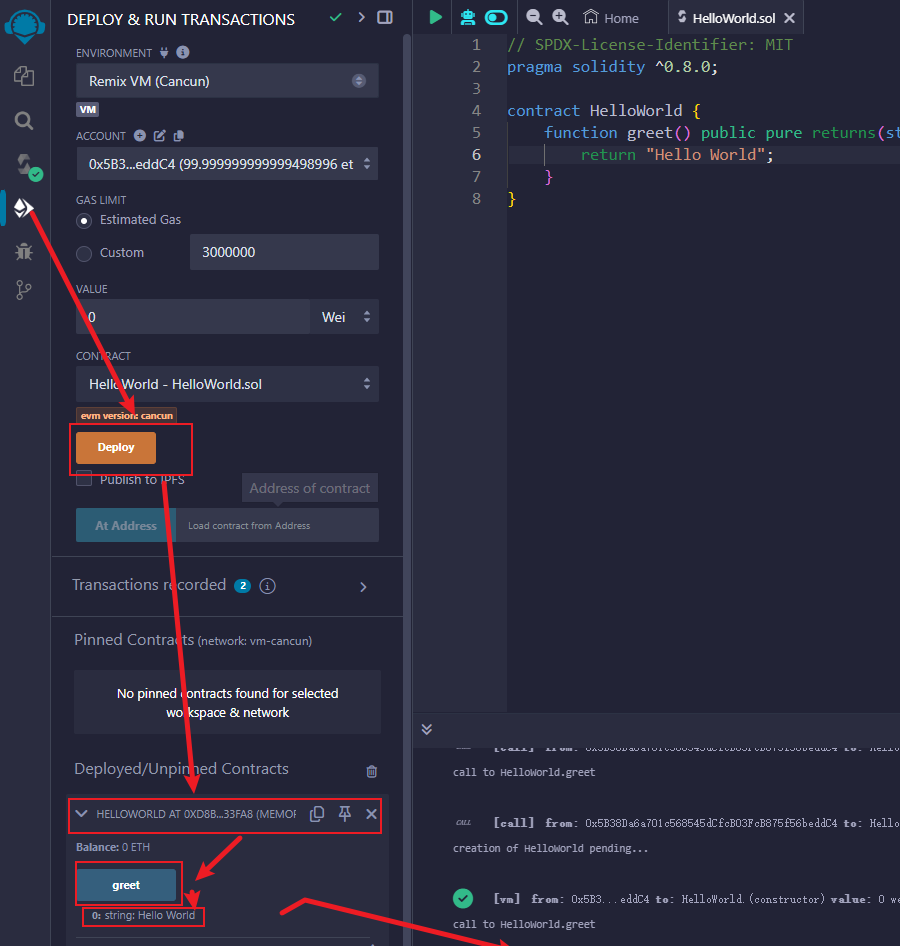 DEPLOY & RUN TRANSACTIONS
ENVIRONMENT
Remix VM (Cancun)
VM
ACCOUNT
0x5B3...eddC4 (99.999999999999498996 et
GAS LIMIT
Estimated Gas
Custom
3000000
VALUE
0
Wei
CONTRACT
HelloWorld - HelloWorld.sol
evm version: cancun
Deploy
Publish to IPFS
Address of contract
At Address
Load contract from Address
Transactions recorded 2
Pinned Contracts (network: vm-cancun)
No pinned contracts found for selected
workspace & network
Deployed/Unpinned Contracts
HELLOWORLD AT 0XD8B...33FA8 (MEMOR
Balance: 0 ETH
greet
0: string: Hello World
Home
HelloWorld.sol
1 // SPDX-License-Identifier: MIT
2 pragma solidity ^0.8.0;
3
4 contract HelloWorld {
5 function greet() public pure returns(st
6 return "Hello World";
7 }
8 }
[call] from: 0x5B38Da6a701c568545dCfcB03FcB875f56beddC4 to: Hello
call to HelloWorld.greet
CALL [call] from: 0x5B38Da6a701c568545dCfcB03FcB875f56beddC4 to: Hello
creation of HelloWorld pending...
[vm] from: 0x5B3...eddC4 to: HelloWorld.(constructor) value: 0 we
call to HelloWorld.greet